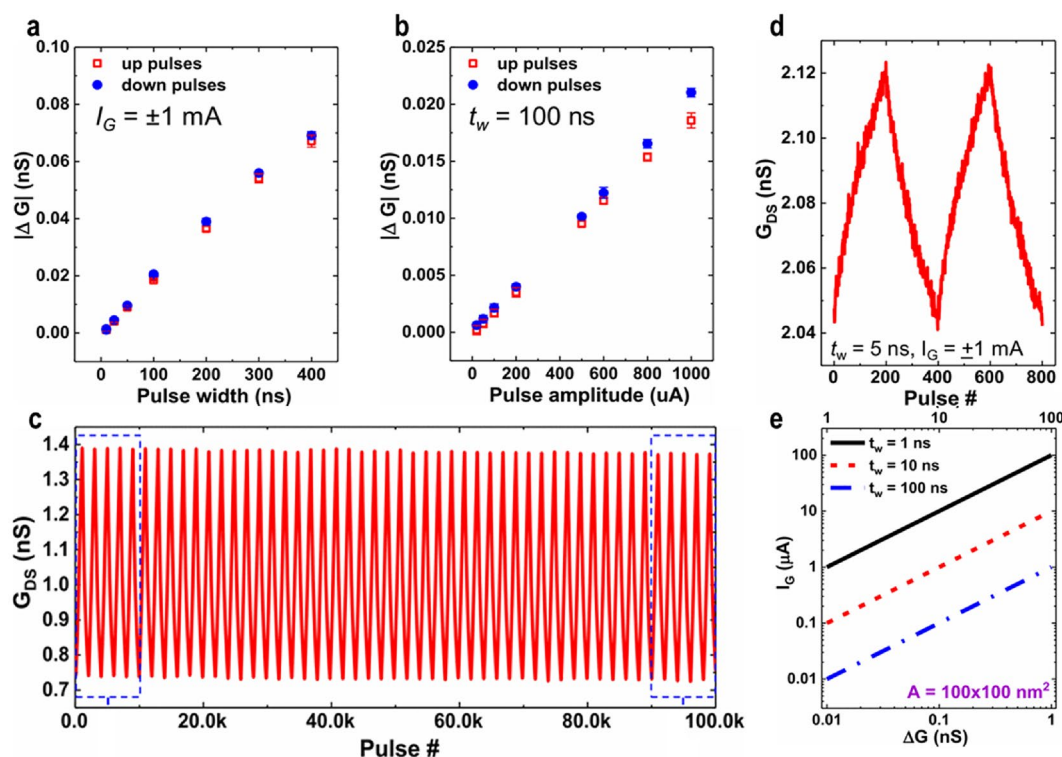 a
0.10
0.08
0.06
0.04
0.02
0.00
|Δ G| (nS)
up pulses
down pulses
I_G = ±1 mA
0 100 200 300 400
Pulse width (ns)
b
0.025
0.020
0.015
0.010
0.005
0.000
|Δ G| (nS)
up pulses
down pulses
t_w = 100 ns
0 200 400 600 800 1000
Pulse amplitude (uA)
d
2.12
2.10
2.08
2.06
2.04
G_DS (nS)
t_w = 5 ns, I_G = ±1 mA
0 200 400 600 800
Pulse #
c
1.4
1.3
1.2
1.1
1.0
0.9
0.8
0.7
G_DS (nS)
0.0 20.0k 40.0k 60.0k 80.0k 100.0k
Pulse #
e
1 10 100
t_w = 1 ns
t_w = 10 ns
t_w = 100 ns
100
10
1
0.1
0.01
I_G (μA)
A = 100x100 nm²
0.01 0.1 1
ΔG (nS)